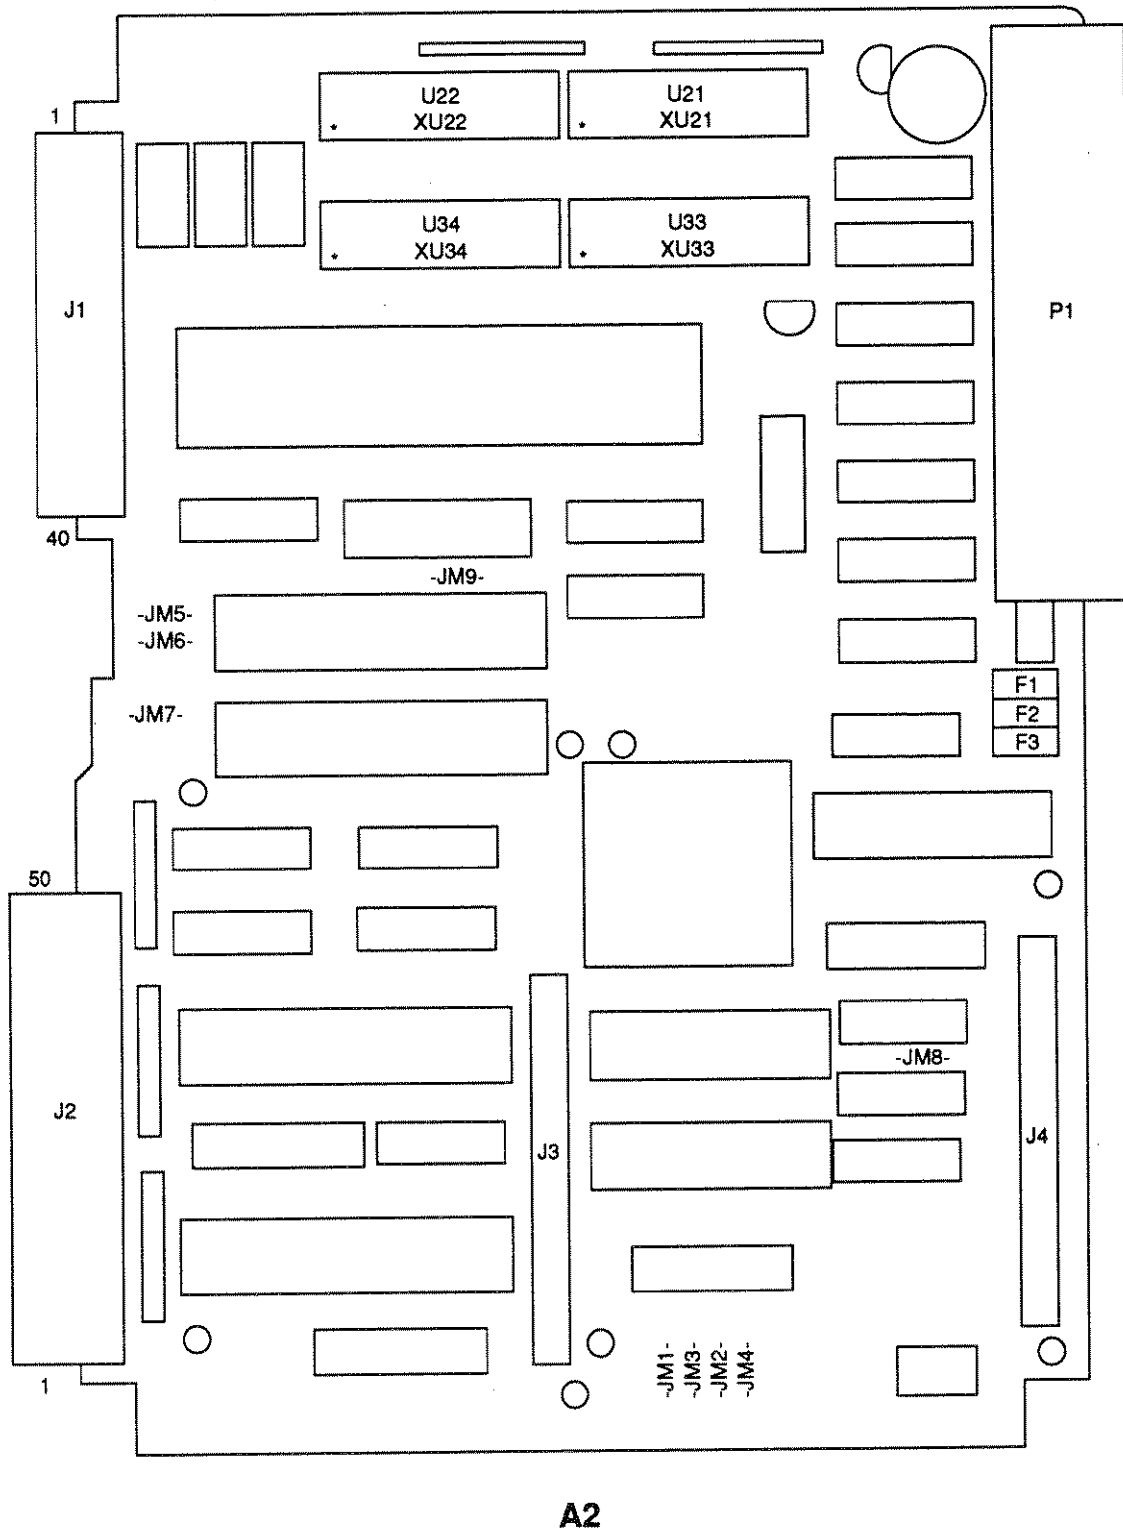 U22
XU22
U21
XU21
1
U34
XU34
U33
XU33
J1
P1
40
-JM9-
-JM5-
-JM6-
F1
-JM7-
F2
F3
50
-JM8-
J2
J3
J4
-JM1-
-JM3-
-JM2-
-JM4-
1
A2